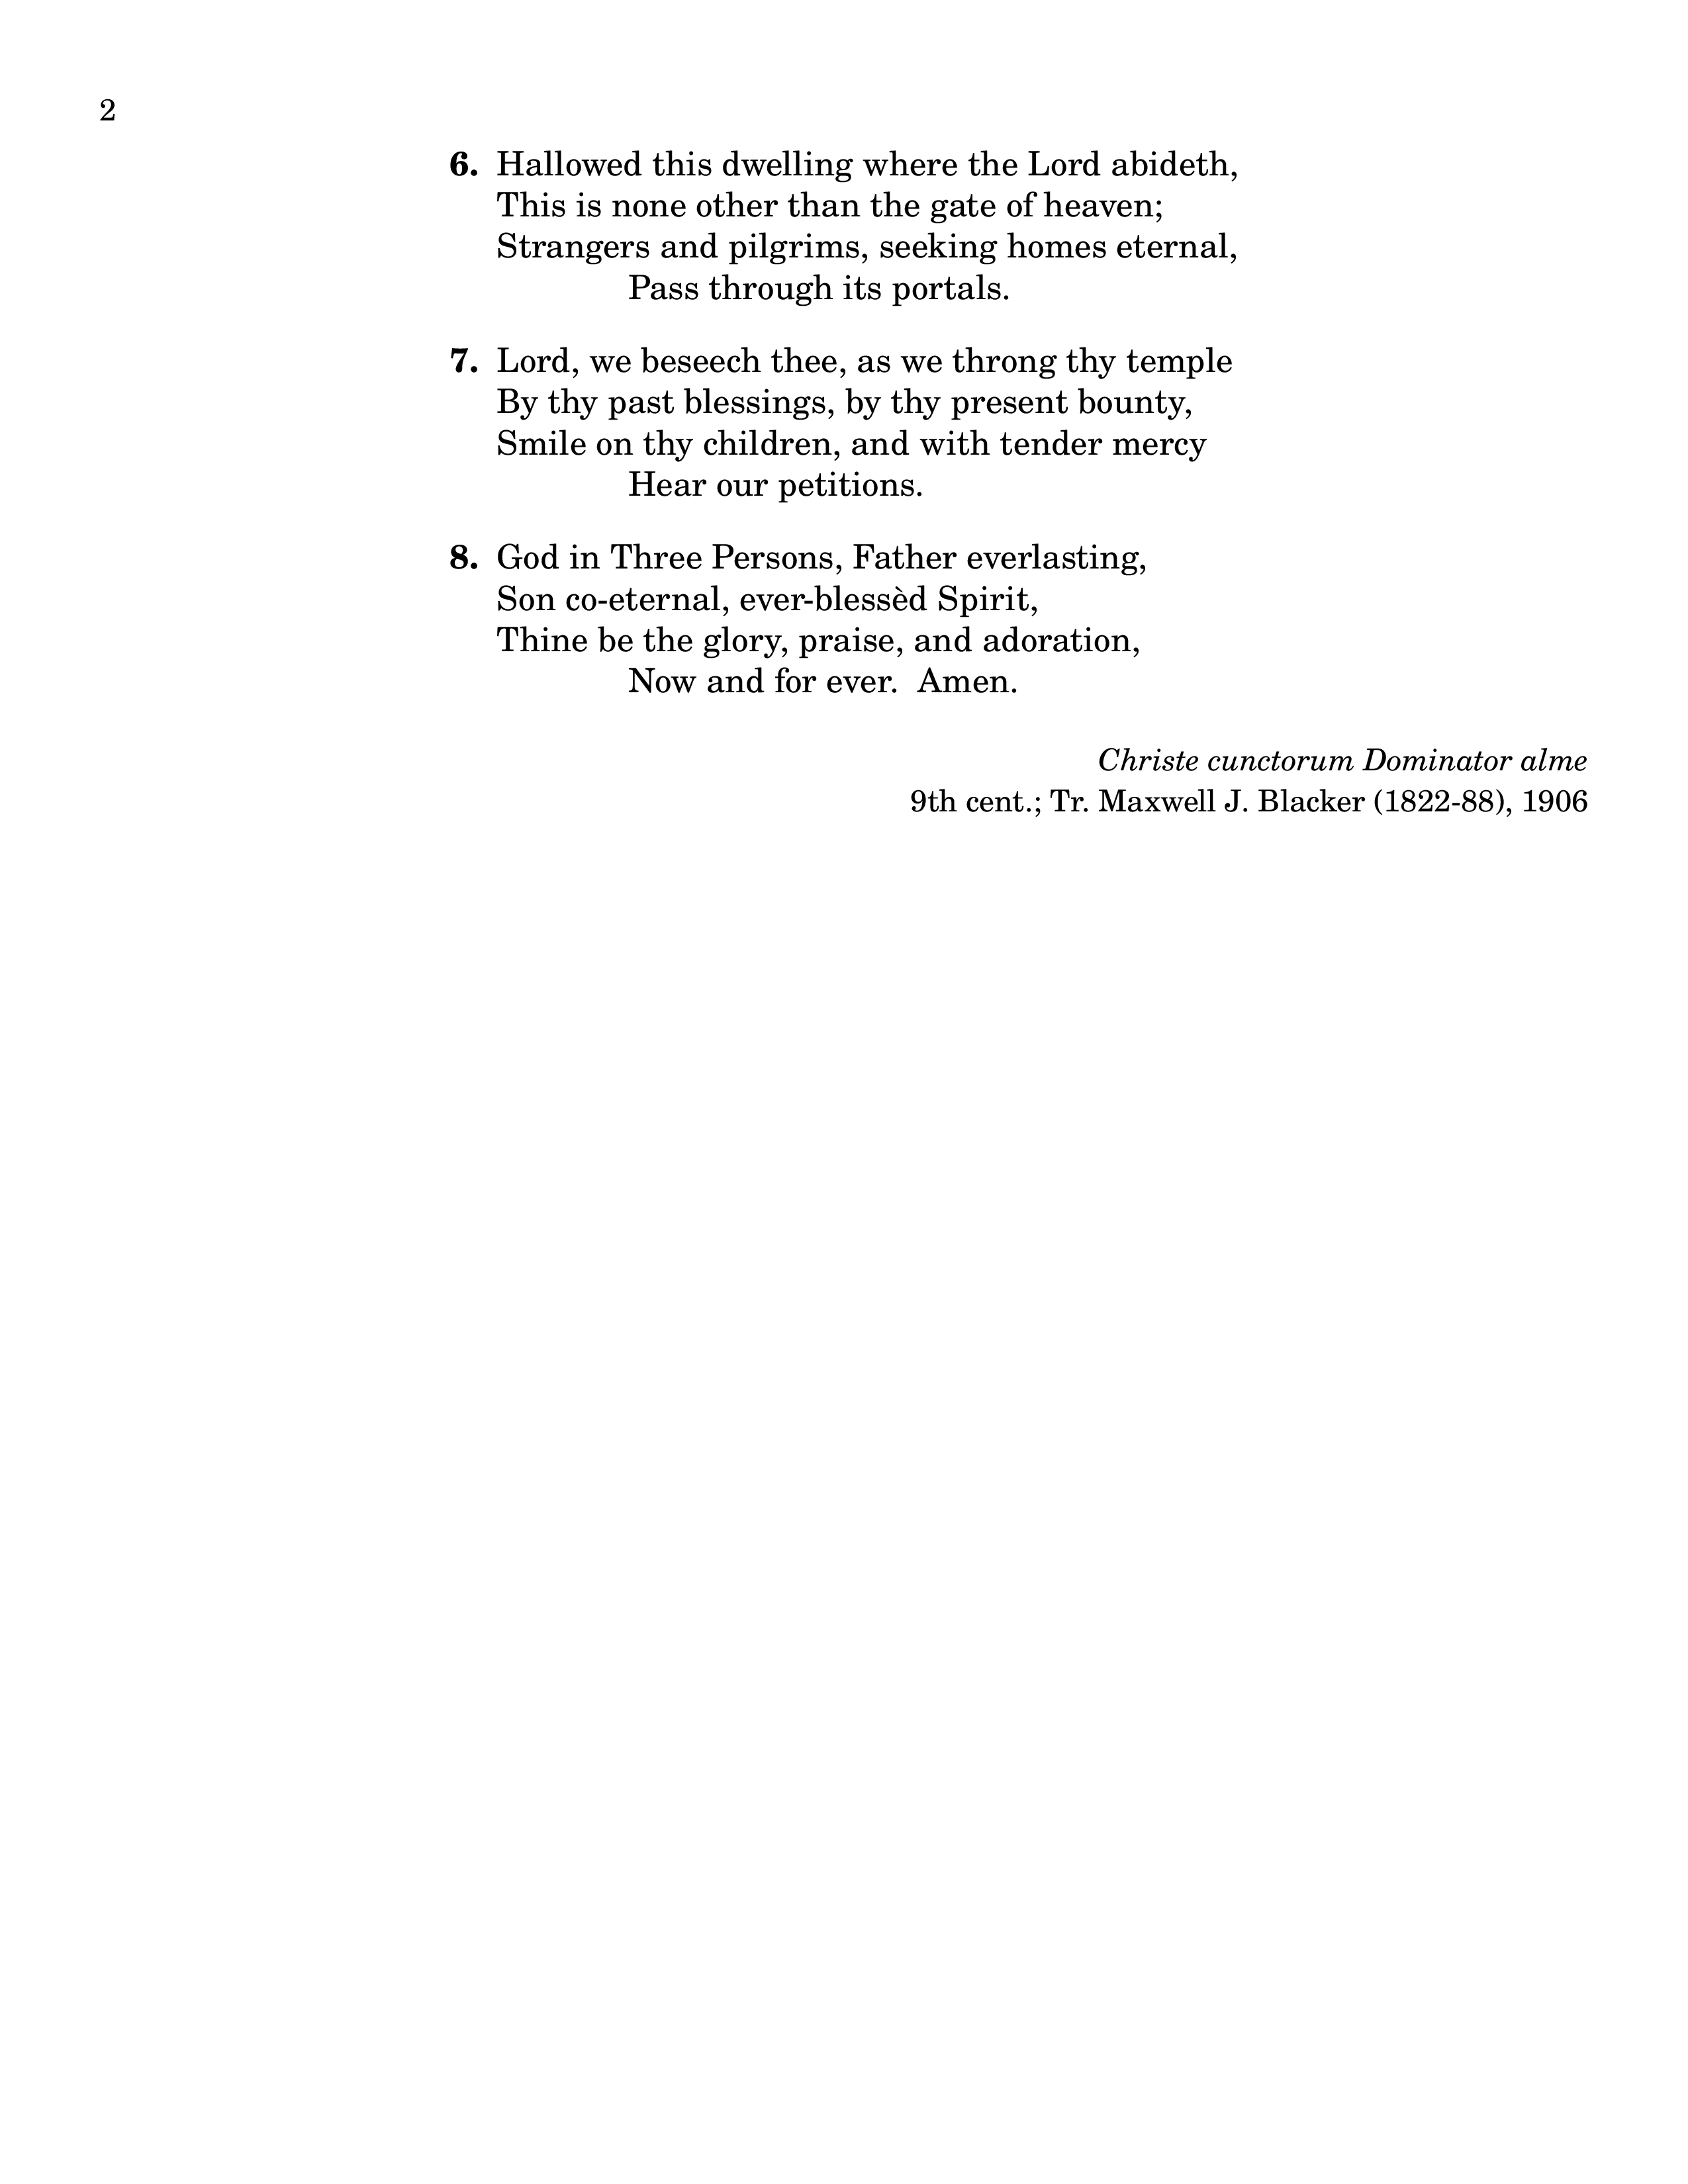 2
6. Hallowed this dwelling where the Lord abideth,
This is none other than the gate of heaven;
Strangers and pilgrims, seeking homes eternal,
Pass through its portals.
7. Lord, we beseech thee, as we throng thy temple
By thy past blessings, by thy present bounty,
Smile on thy children, and with tender mercy
Hear our petitions.
8. God in Three Persons, Father everlasting,
Son co-eternal, ever-blessèd Spirit,
Thine be the glory, praise, and adoration,
Now and for ever. Amen.
Christe cunctorum Dominator alme
9th cent.; Tr. Maxwell J. Blacker (1822-88), 1906